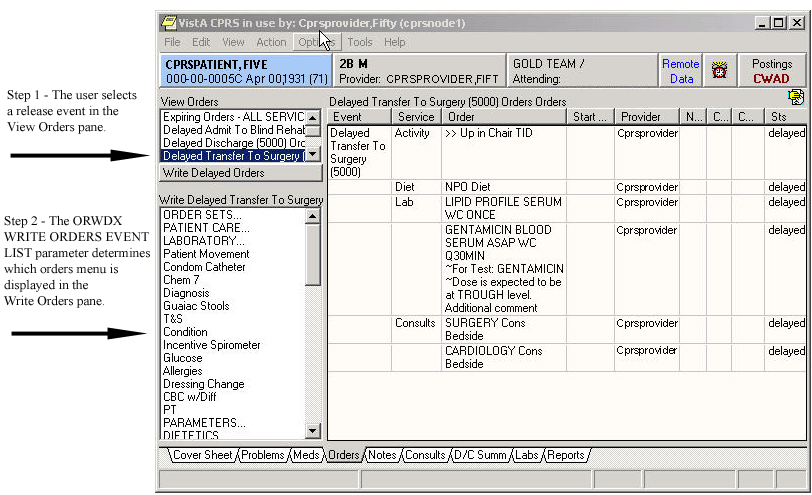 VistA CPRS in use by: Cprsprovider,Fifty (cprsnode1)
File Edit View Action Options Tools Help
CPRSPATIENT,FIVE
000-00-0005C Apr 00,1931 (71)
2B M
Provider: CPRSPROVIDER,FIFT
GOLD TEAM /
Attending:
Remote
Data
Postings
CWAD
Step 1 - The user selects
a release event in the
View Orders pane.
Step 2 - The ORWDX
WRITE ORDERS EVENT
LIST parameter determines
which orders menu is
displayed in the
Write Orders pane.
View Orders
Expiring Orders - ALL SERVIC
Delayed Admit To Blind Rehab
Delayed Discharge (5000) Orc
Delayed Transfer To Surgery (
Write Delayed Orders
Write Delayed Transfer To Surgery
ORDER SETS...
PATIENT CARE...
LABORATORY...
Patient Movement
Condom Catheter
Chem 7
Diagnosis
Guaiac Stools
T&S
Condition
Incentive Spirometer
Glucose
Allergies
Dressing Change
CBC w/Diff
PT
PARAMETERS...
DIETETICS
Delayed Transfer To Surgery (5000) Orders Orders
Event Service Order Start ... Provider N... C... C... Sts
Delayed Transfer To Surgery (5000) Activity >> Up in Chair TID Cprsprovider delayed
Diet NPO Diet delayed
Lab LIPID PROFILE SERUM Cprsprovider delayed
WC ONCE
GENTAMICIN BLOOD Cprsprovider delayed
SERUM ASAP WC
Q30MIN
~For Test: GENTAMICIN
~Dose is expected to be
at TROUGH level.
Additional comment
Consults SURGERY Cons Cprsprovider delayed
Bedside
CARDIOLOGY Cons Cprsprovider delayed
Bedside
Cover Sheet Problems Meds Orders Notes Consults D/C Summ Labs Reports